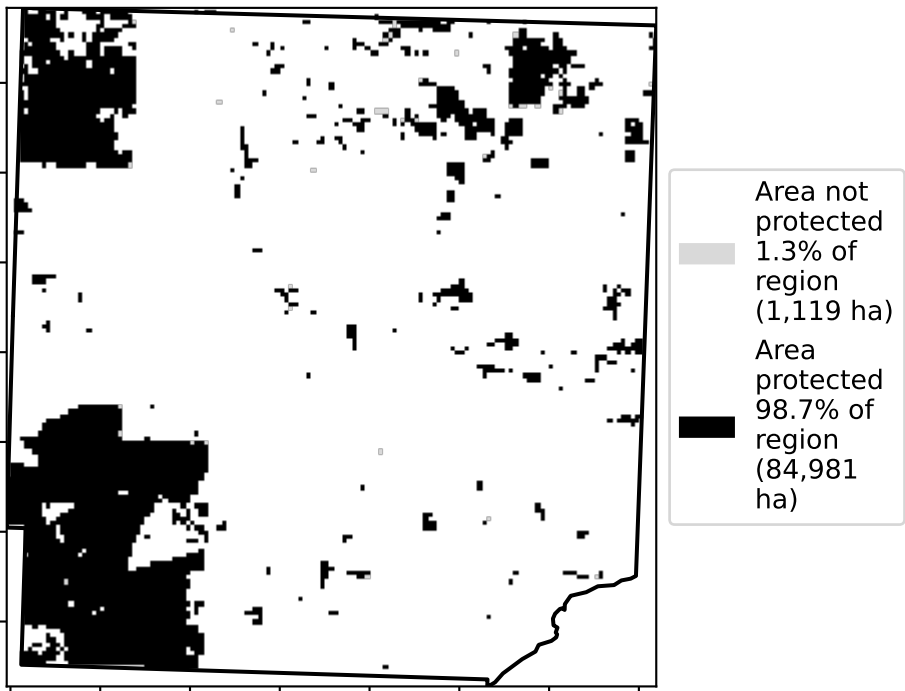 Area not
protected
1.3% of
region
(1,119 ha)
Area
protected
98.7% of
region
(84,981
ha)